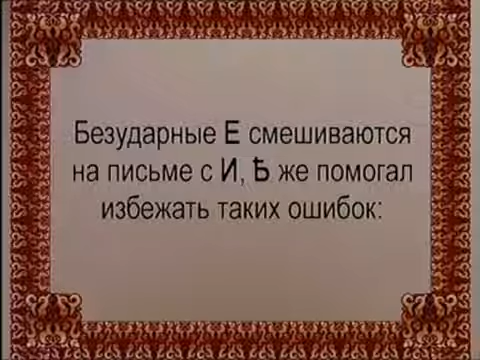 Безударные Е смешиваются
на письме с И, Ѣ же помогал
избежать таких ошибок: